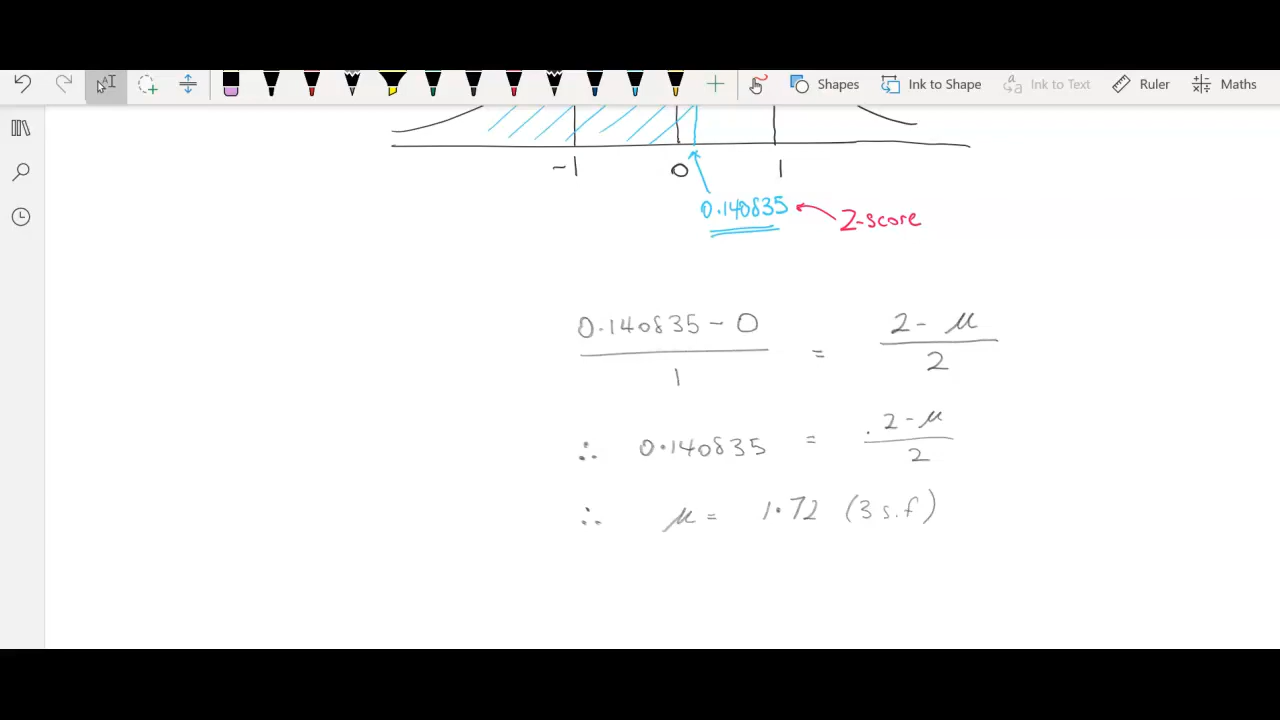 Shapes Ink to Shape Ink to Text Ruler Maths
-1 0 1
0.140835 Z-score
0.140835 - 0 / 1 = 2 - μ / 2
∴ 0.140835 = 2 - μ / 2
∴ μ = 1.72 (3 s.f)